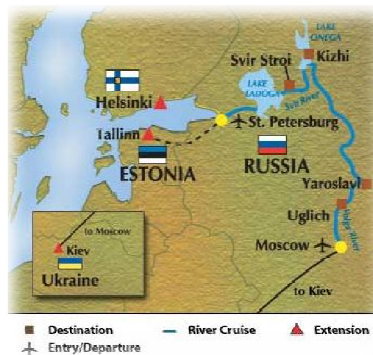 LAKE
ONEGA
Svir Stroi
Kizhi
LAKE
LADOGA
Svir River
Helsinki
St. Petersburg
Tallinn
ESTONIA
RUSSIA
Yaroslavl
Uglich
Volga River
Moscow
to Moscow
Kiev
Ukraine
to Kiev
Destination
River Cruise
Extension
Entry/Departure